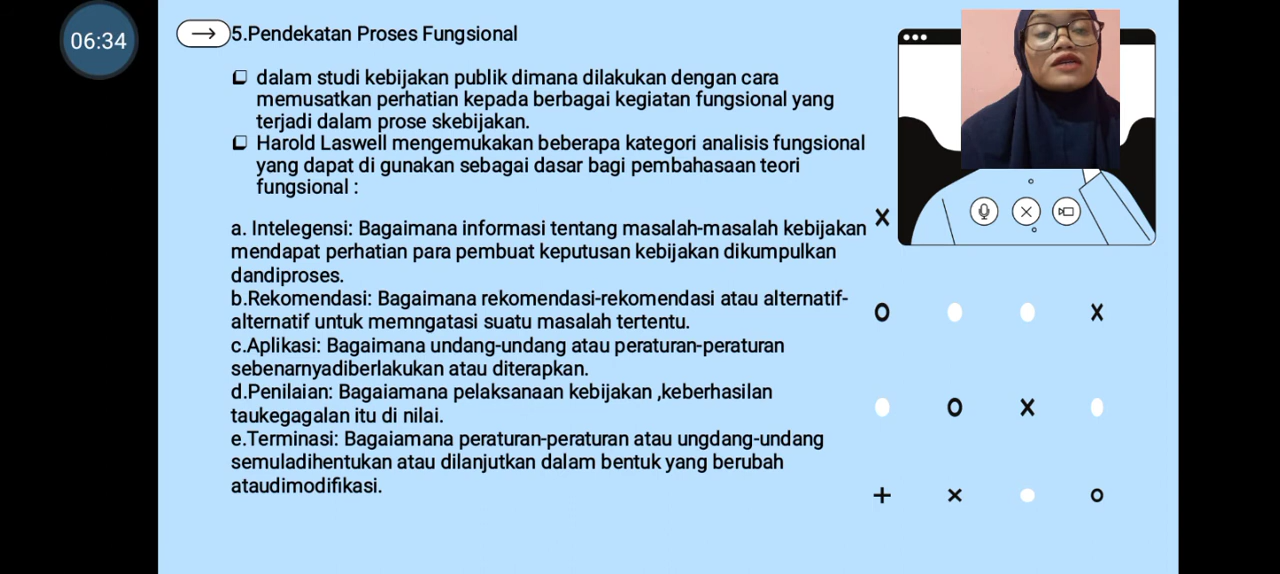 06:34
5.Pendekatan Proses Fungsional
dalam studi kebijakan publik dimana dilakukan dengan cara
memusatkan perhatian kepada berbagai kegiatan fungsional yang
terjadi dalam prose skebijakan.
Harold Laswell mengemukakan beberapa kategori analisis fungsional
yang dapat di gunakan sebagai dasar bagi pembahasaan teori
fungsional :
a. Intelegensi: Bagaimana informasi tentang masalah-masalah kebijakan
mendapat perhatian para pembuat keputusan kebijakan dikumpulkan
dandiproses.
b.Rekomendasi: Bagaimana rekomendasi-rekomendasi atau alternatif-
alternatif untuk memngatasi suatu masalah tertentu.
c.Aplikasi: Bagaimana undang-undang atau peraturan-peraturan
sebenarnyadiberlakukan atau diterapkan.
d.Penilaian: Bagaiamana pelaksanaan kebijakan ,keberhasilan
taukegagalan itu di nilai.
e.Terminasi: Bagaiamana peraturan-peraturan atau ungdang-undang
semuladihentukan atau dilanjutkan dalam bentuk yang berubah
ataudimodifikasi.